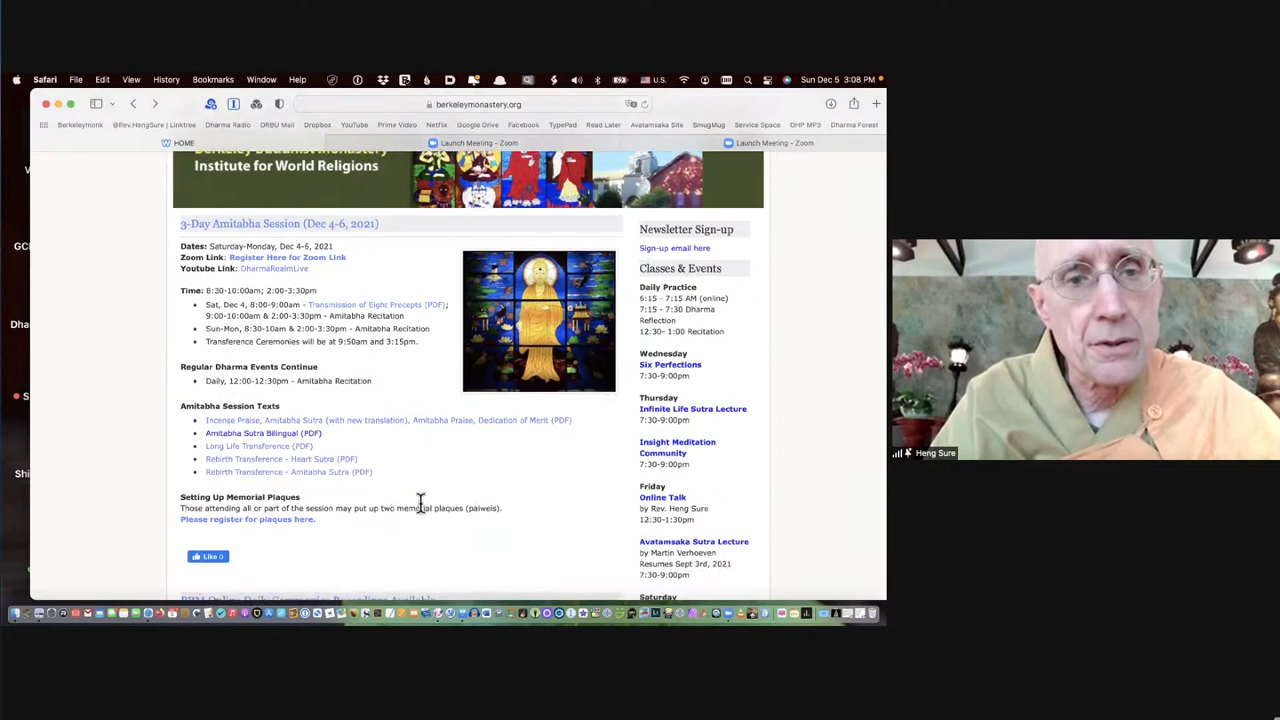 Safari File Edit View History Bookmarks Window Help U.S. Sun Dec 5 3:08 PM
berkeleymonastery.org
Berkeleymonk @Rev.HengSure | Linktree Dharma Radio DRBU Mail Dropbox YouTube Prime Video Netflix Google Drive Facebook TypePad Read Later Avatamsaka Site SmugMug Service Space OHP MP3 Dharma Forest
HOME Launch Meeting - Zoom Launch Meeting - Zoom
Berkeley Buddhist Monastery
Institute for World Religions
3-Day Amitabha Session (Dec 4-6, 2021)
Dates: Saturday-Monday, Dec 4-6, 2021
Zoom Link: Register Here for Zoom Link
Youtube Link: DharmaRealmLive
Time: 8:30-10:00am; 2:00-3:30pm
• Sat, Dec 4, 8:00-9:00am - Transmission of Eight Precepts (PDF);
9:00-10:00am & 2:00-3:30pm - Amitabha Recitation
• Sun-Mon, 8:30-10am & 2:00-3:30pm - Amitabha Recitation
• Transference Ceremonies will be at 9:50am and 3:15pm.
Regular Dharma Events Continue
• Daily, 12:00-12:30pm - Amitabha Recitation
Amitabha Session Texts
• Incense Praise, Amitabha Sutra (with new translation), Amitabha Praise, Dedication of Merit (PDF)
• Amitabha Sutra Bilingual (PDF)
• Long Life Transference (PDF)
• Rebirth Transference - Heart Sutra (PDF)
• Rebirth Transference - Amitabha Sutra (PDF)
Setting Up Memorial Plaques
Those attending all or part of the session may put up two memorial plaques (paiweis).
Please register for plaques here.
Like 0
Newsletter Sign-up
Sign-up email here
Classes & Events
Daily Practice
6:15 - 7:15 AM (online)
7:15 - 7:30 Dharma
Reflection
12:30- 1:00 Recitation
Wednesday
Six Perfections
7:30-9:00pm
Thursday
Infinite Life Sutra Lecture
7:30-9:00pm
Insight Meditation
Community
7:30-9:00pm
Friday
Online Talk
by Rev. Heng Sure
12:30-1:30pm
Avatamsaka Sutra Lecture
by Martin Verhoeven
Resumes Sept 3rd, 2021
7:30-9:00pm
Saturday
Heng Sure